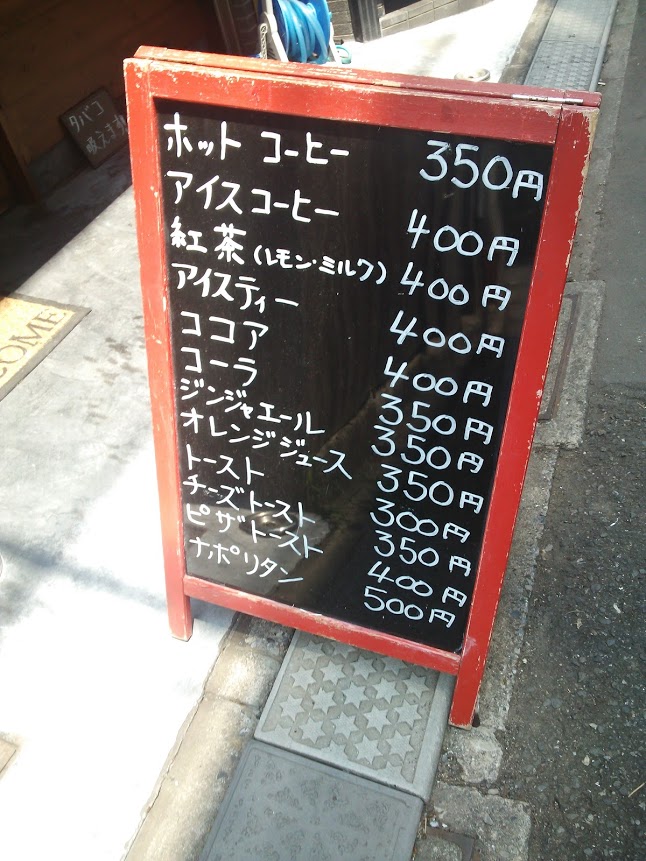 ホット コーヒー 350円
アイスコーヒー 400円
紅茶(レモン・ミルク) 400円
アイスティー 400円
ココア 400円
コーラ 350円
ジンジャエール 350円
オレンジジュース 350円
トースト 300円
チーズトースト 350円
ピザトースト 400円
ナポリタン 500円
タバコ
吸えます
COME